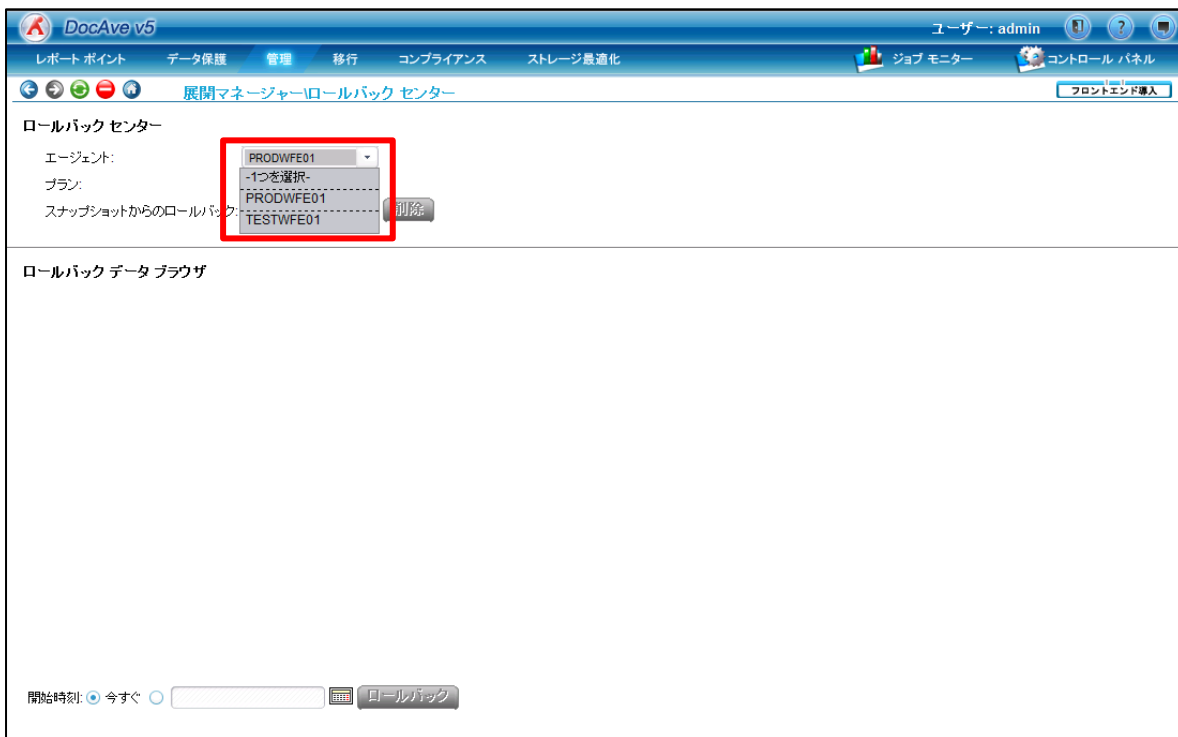 DocAve v5
ユーザー: admin
レポート ポイント データ保護 管理 移行 コンプライアンス ストレージ最適化 ジョブ モニター コントロール パネル
展開マネージャー\ロールバック センター フロントエンド導入
ロールバック センター
エージェント: PRODWFE01
-1つを選択-
プラン:
PRODWFE01
スナップショットからのロールバック: 削除
TESTWFE01
ロールバック データ ブラウザ
開始時刻: 今すぐ ロールバック